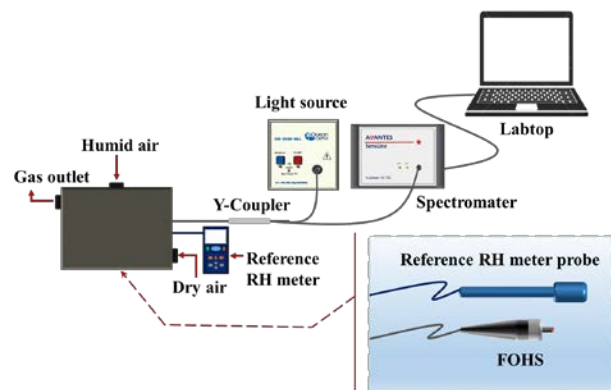 Light source
Humid air
Gas outlet
Y-Coupler
Dry air
Reference
RH meter
AVANTES
Spectromater
Labtop
Reference RH meter probe
FOHS